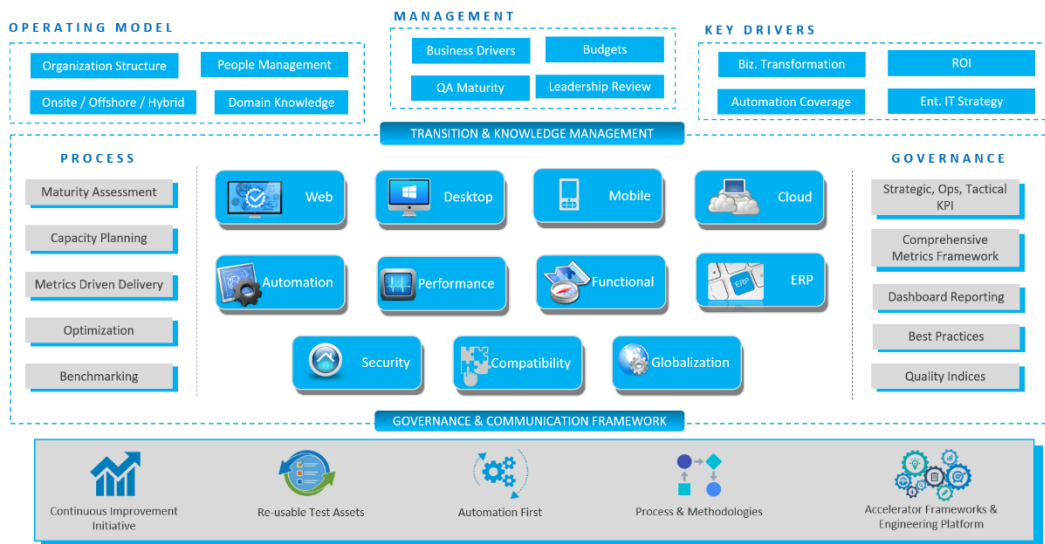 OPERATING MODEL
Organization Structure
People Management
Onsite / Offshore / Hybrid
Domain Knowledge
MANAGEMENT
Business Drivers
Budgets
QA Maturity
Leadership Review
KEY DRIVERS
Biz. Transformation
ROI
Automation Coverage
Ent. IT Strategy
TRANSITION & KNOWLEDGE MANAGEMENT
PROCESS
Maturity Assessment
Capacity Planning
Metrics Driven Delivery
Optimization
Benchmarking
Web
Desktop
Mobile
Cloud
Automation
Performance
Functional
ERP
ERP
Security
Compatibility
Globalization
GOVERNANCE
Strategic, Ops, Tactical
KPI
Comprehensive
Metrics Framework
Dashboard Reporting
Best Practices
Quality Indices
GOVERNANCE & COMMUNICATION FRAMEWORK
Continuous Improvement
Initiative
Re-usable Test Assets
Automation First
Process & Methodologies
Accelerator Frameworks &
Engineering Platform